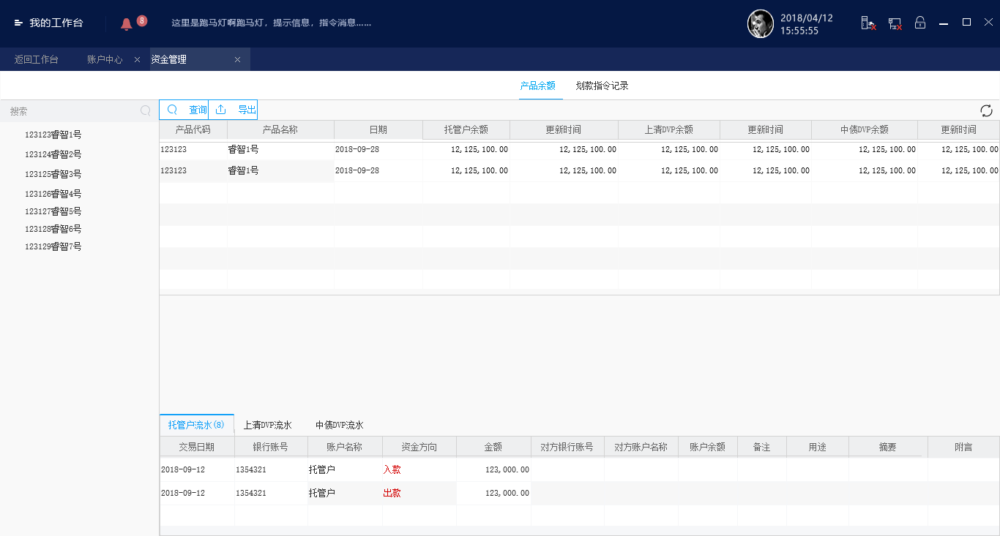 我的工作台 8 这里是跑马灯啊跑马灯，提示信息，指令消息…… 2018/04/12
15:55:55
返回工作台 账户中心 × 资金管理 ×
产品余额 划款指令记录
搜索 查询 导出
产品代码 产品名称 日期 托管户余额 更新时间 上清DVP余额 更新时间 中债DVP余额 更新时间
123123睿智1号
123124睿智2号
123125睿智3号
123126睿智4号
123127睿智5号
123128睿智6号
123129睿智7号
123123 睿智1号 2018-09-28 12,125,100.00 12,125,100.00 12,125,100.00 12,125,100.00 12,125,100.00 12,125,100.00
123123 睿智1号 2018-09-28 12,125,100.00 12,125,100.00 12,125,100.00 12,125,100.00 12,125,100.00 12,125,100.00
托管户流水(8) 上清DVP流水 中债DVP流水
交易日期 银行账号 账户名称 资金方向 金额 对方银行账号 对方账户名称 账户余额 备注 用途 摘要 附言
2018-09-12 1354321 托管户 入款 123,000.00
2018-09-12 1354321 托管户 出款 123,000.00